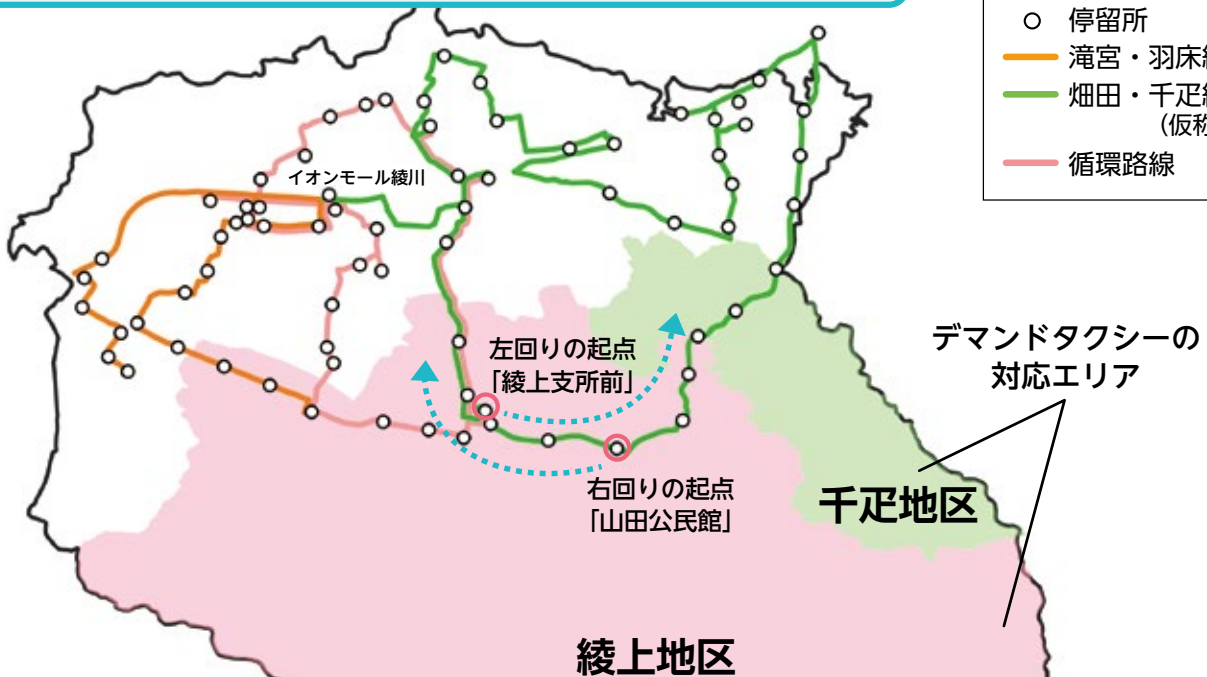 停留所
滝宮・羽床線
畑田・千疋線
(仮称
循環路線
イオンモール綾川
左回りの起点
「綾上支所前」
デマンドタクシーの
対応エリア
右回りの起点
「山田公民館」
千疋地区
綾上地区